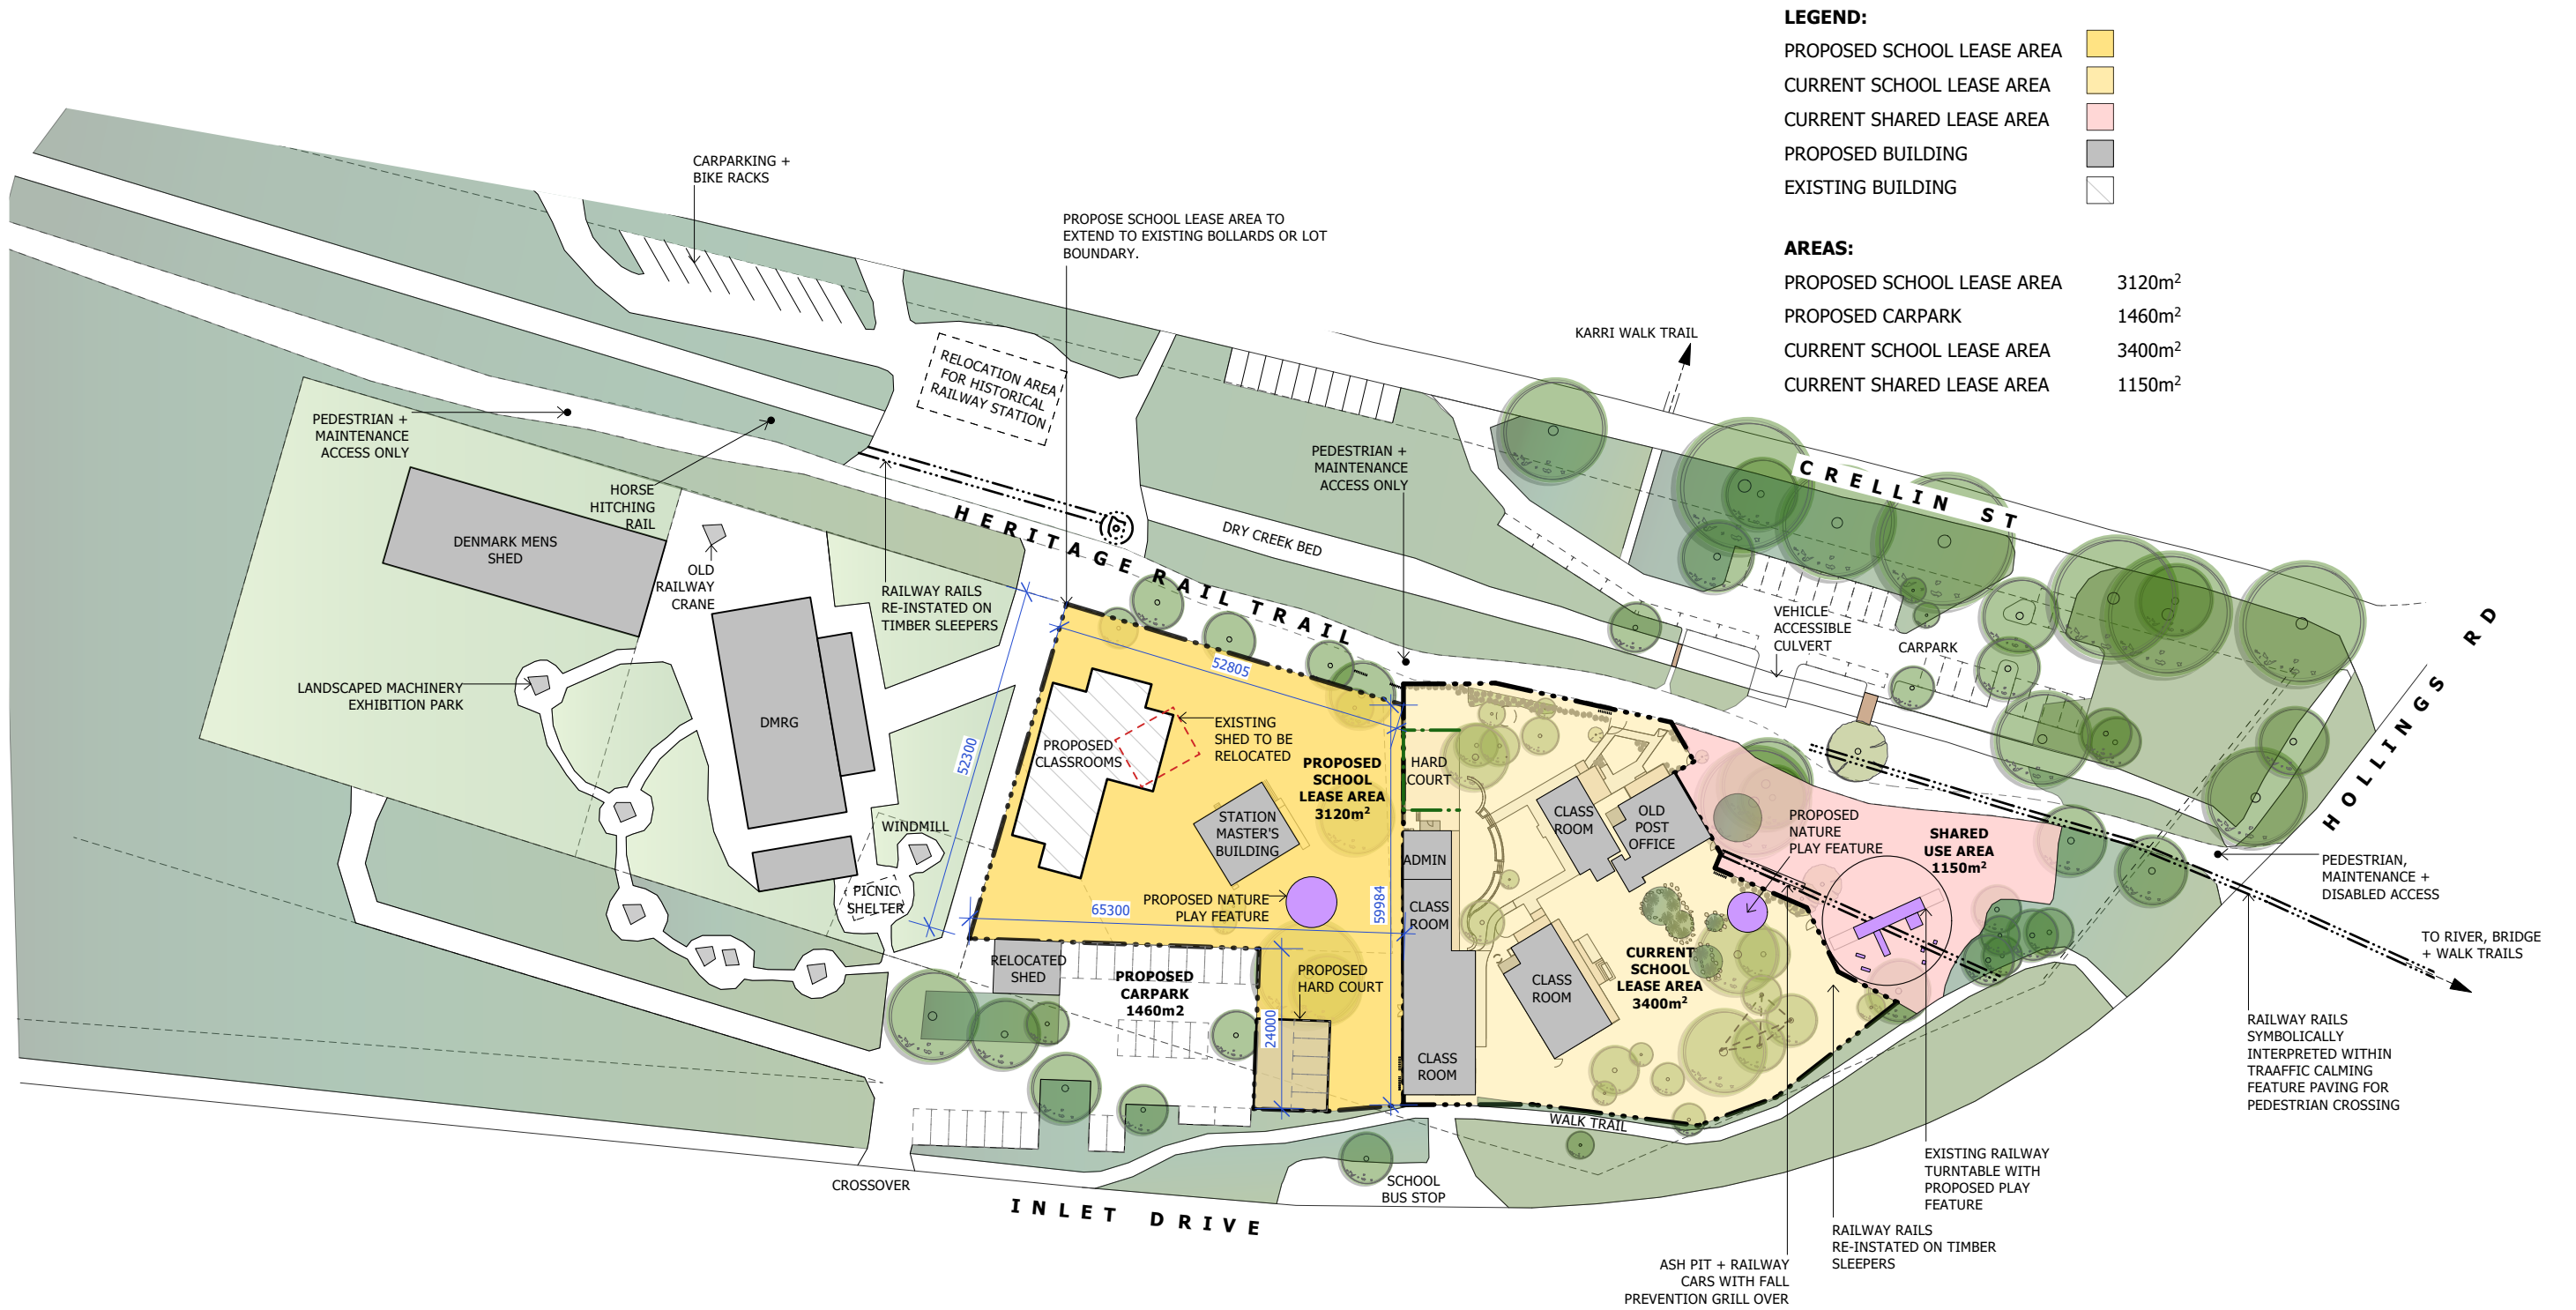 LEGEND:
PROPOSED SCHOOL LEASE AREA
CURRENT SCHOOL LEASE AREA
CURRENT SHARED LEASE AREA
PROPOSED BUILDING
EXISTING BUILDING
AREAS:
PROPOSED SCHOOL LEASE AREA 3120m²
PROPOSED CARPARK 1460m²
CURRENT SCHOOL LEASE AREA 3400m²
CURRENT SHARED LEASE AREA 1150m²
CARPARKING +
BIKE RACKS
PROPOSE SCHOOL LEASE AREA TO
EXTEND TO EXISTING BOLLARDS OR LOT
BOUNDARY.
KARRI WALK TRAIL
RELOCATION AREA
FOR HISTORICAL
RAILWAY STATION
PEDESTRIAN +
MAINTENANCE
ACCESS ONLY
HORSE
HITCHING
RAIL
PEDESTRIAN +
MAINTENANCE
ACCESS ONLY
CRELLIN ST
HERITAGE RAIL TRAIL
DRY CREEK BED
DENMARK MENS
SHED
OLD
RAILWAY
CRANE
RAILWAY RAILS
RE-INSTATED ON
TIMBER SLEEPERS
VEHICLE
ACCESSIBLE
CULVERT
CARPARK
HOLLINGS RD
LANDSCAPED MACHINERY
EXHIBITION PARK
DMRG
52805
52300
PROPOSED
CLASSROOMS
EXISTING
SHED TO BE
RELOCATED
PROPOSED
SCHOOL
LEASE AREA
3120m²
HARD
COURT
STATION
MASTER'S
BUILDING
CLASS
ROOM
OLD
POST
OFFICE
PROPOSED
NATURE
PLAY FEATURE
SHARED
USE AREA
1150m²
WINDMILL
PICNIC
SHELTER
ADMIN
CLASS
ROOM
PROPOSED NATURE
PLAY FEATURE
65300
59984
PEDESTRIAN,
MAINTENANCE +
DISABLED ACCESS
TO RIVER, BRIDGE
+ WALK TRAILS
RELOCATED
SHED
PROPOSED
CARPARK
1460m2
PROPOSED
HARD COURT
24000
CLASS
ROOM
CURRENT
SCHOOL
LEASE AREA
3400m²
CLASS
ROOM
RAILWAY RAILS
SYMBOLICALLY
INTERPRETED WITHIN
TRAAFFIC CALMING
FEATURE PAVING FOR
PEDESTRIAN CROSSING
WALK TRAIL
CROSSOVER
SCHOOL
BUS STOP
INLET DRIVE
EXISTING RAILWAY
TURNTABLE WITH
PROPOSED PLAY
FEATURE
RAILWAY RAILS
RE-INSTATED ON TIMBER
SLEEPERS
ASH PIT + RAILWAY
CARS WITH FALL
PREVENTION GRILL OVER